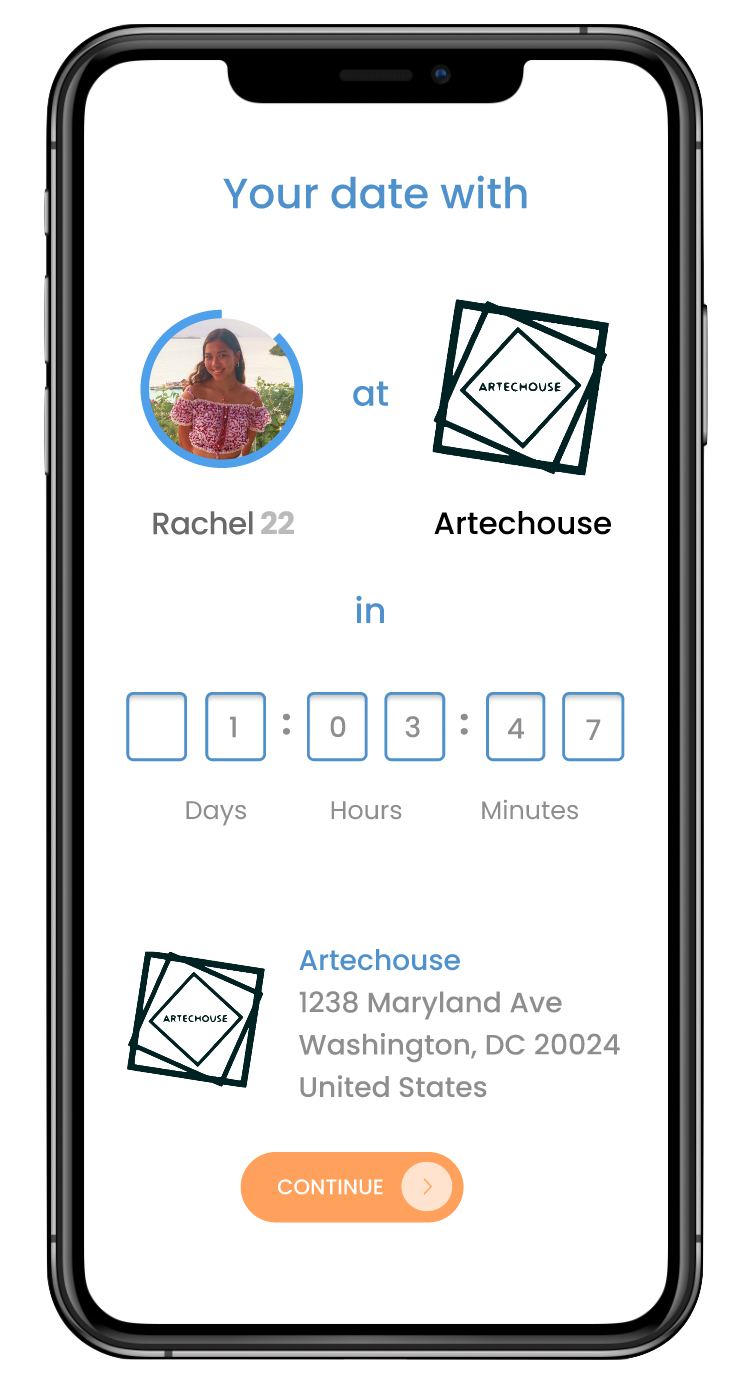 Your date with
ARTECHOUSE
at
Rachel 22
Artechouse
in
1 : 0 3 : 4 7
Days Hours Minutes
ARTECHOUSE
Artechouse
1238 Maryland Ave
Washington, DC 20024
United States
CONTINUE